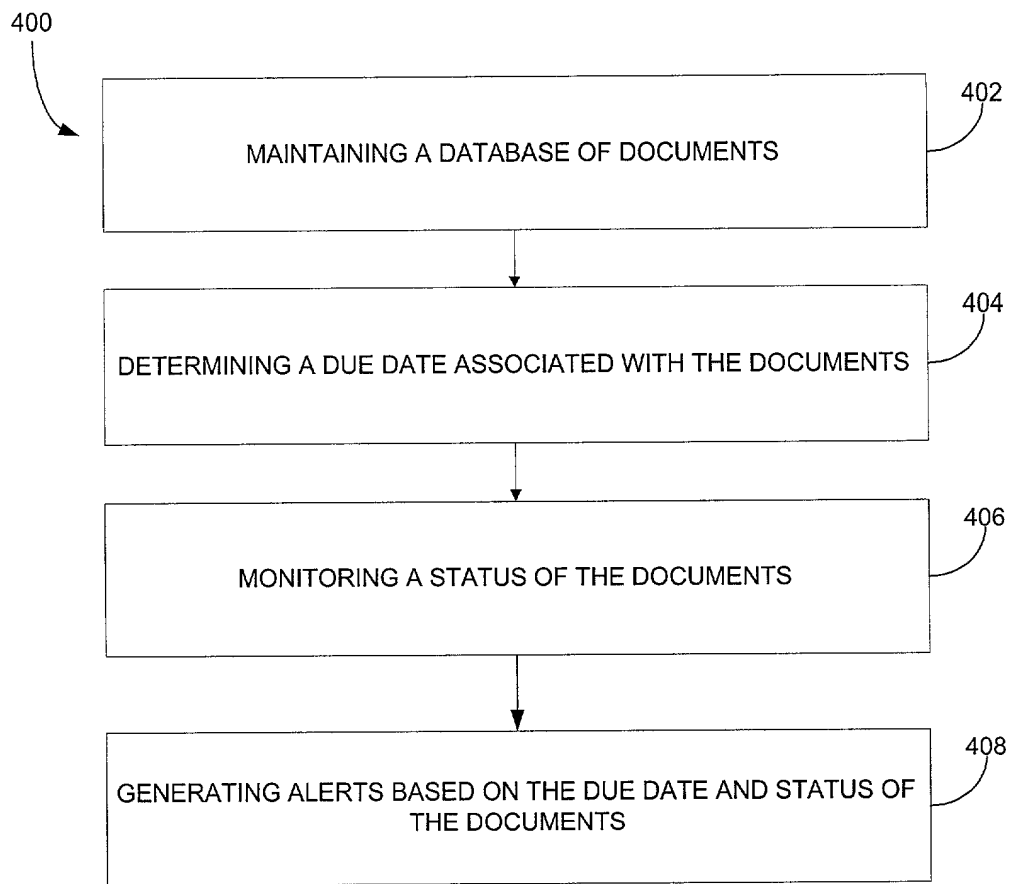 400
402
MAINTAINING A DATABASE OF DOCUMENTS
404
DETERMINING A DUE DATE ASSOCIATED WITH THE DOCUMENTS
406
MONITORING A STATUS OF THE DOCUMENTS
408
GENERATING ALERTS BASED ON THE DUE DATE AND STATUS OF
THE DOCUMENTS